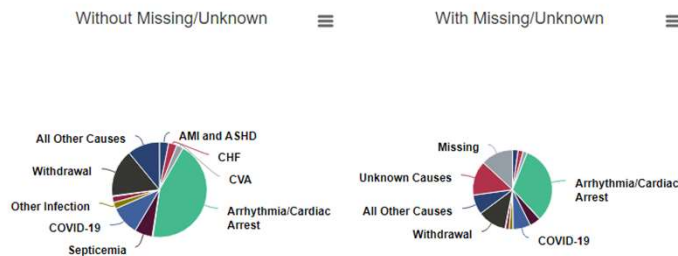 Without Missing/Unknown
With Missing/Unknown
All Other Causes
AMI and ASHD
CHF
Withdrawal
CVA
Other Infection
Arrhythmia/Cardiac
Arrest
COVID-19
Septicemia
Missing
Unknown Causes
Arrhythmia/Cardiac
Arrest
All Other Causes
Withdrawal
COVID-19